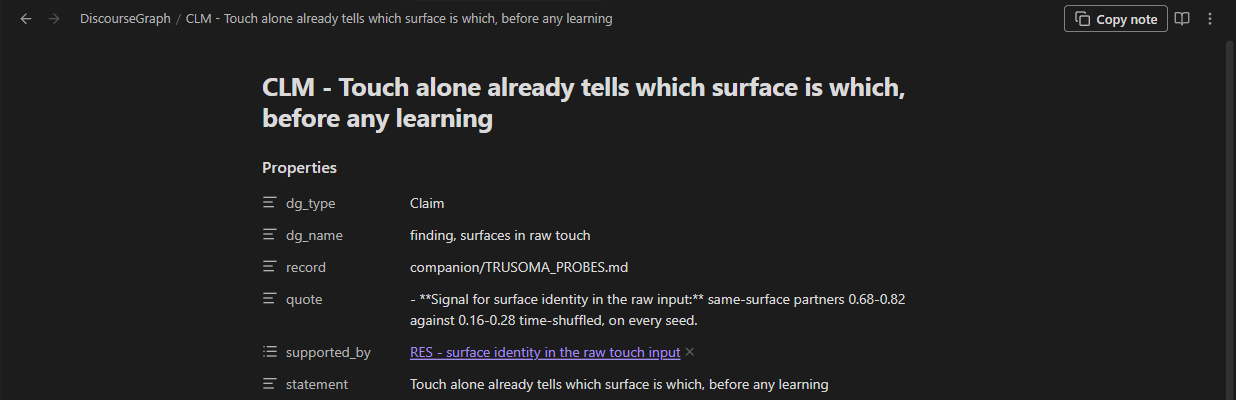 DiscourseGraph / CLM - Touch alone already tells which surface is which, before any learning
Copy note
CLM - Touch alone already tells which surface is which,
before any learning
Properties
dg_type Claim
dg_name finding, surfaces in raw touch
record companion/TRUSOMA_PROBES.md
quote - **Signal for surface identity in the raw input:** same-surface partners 0.68-0.82
against 0.16-0.28 time-shuffled, on every seed.
supported_by RES - surface identity in the raw touch input
statement Touch alone already tells which surface is which, before any learning